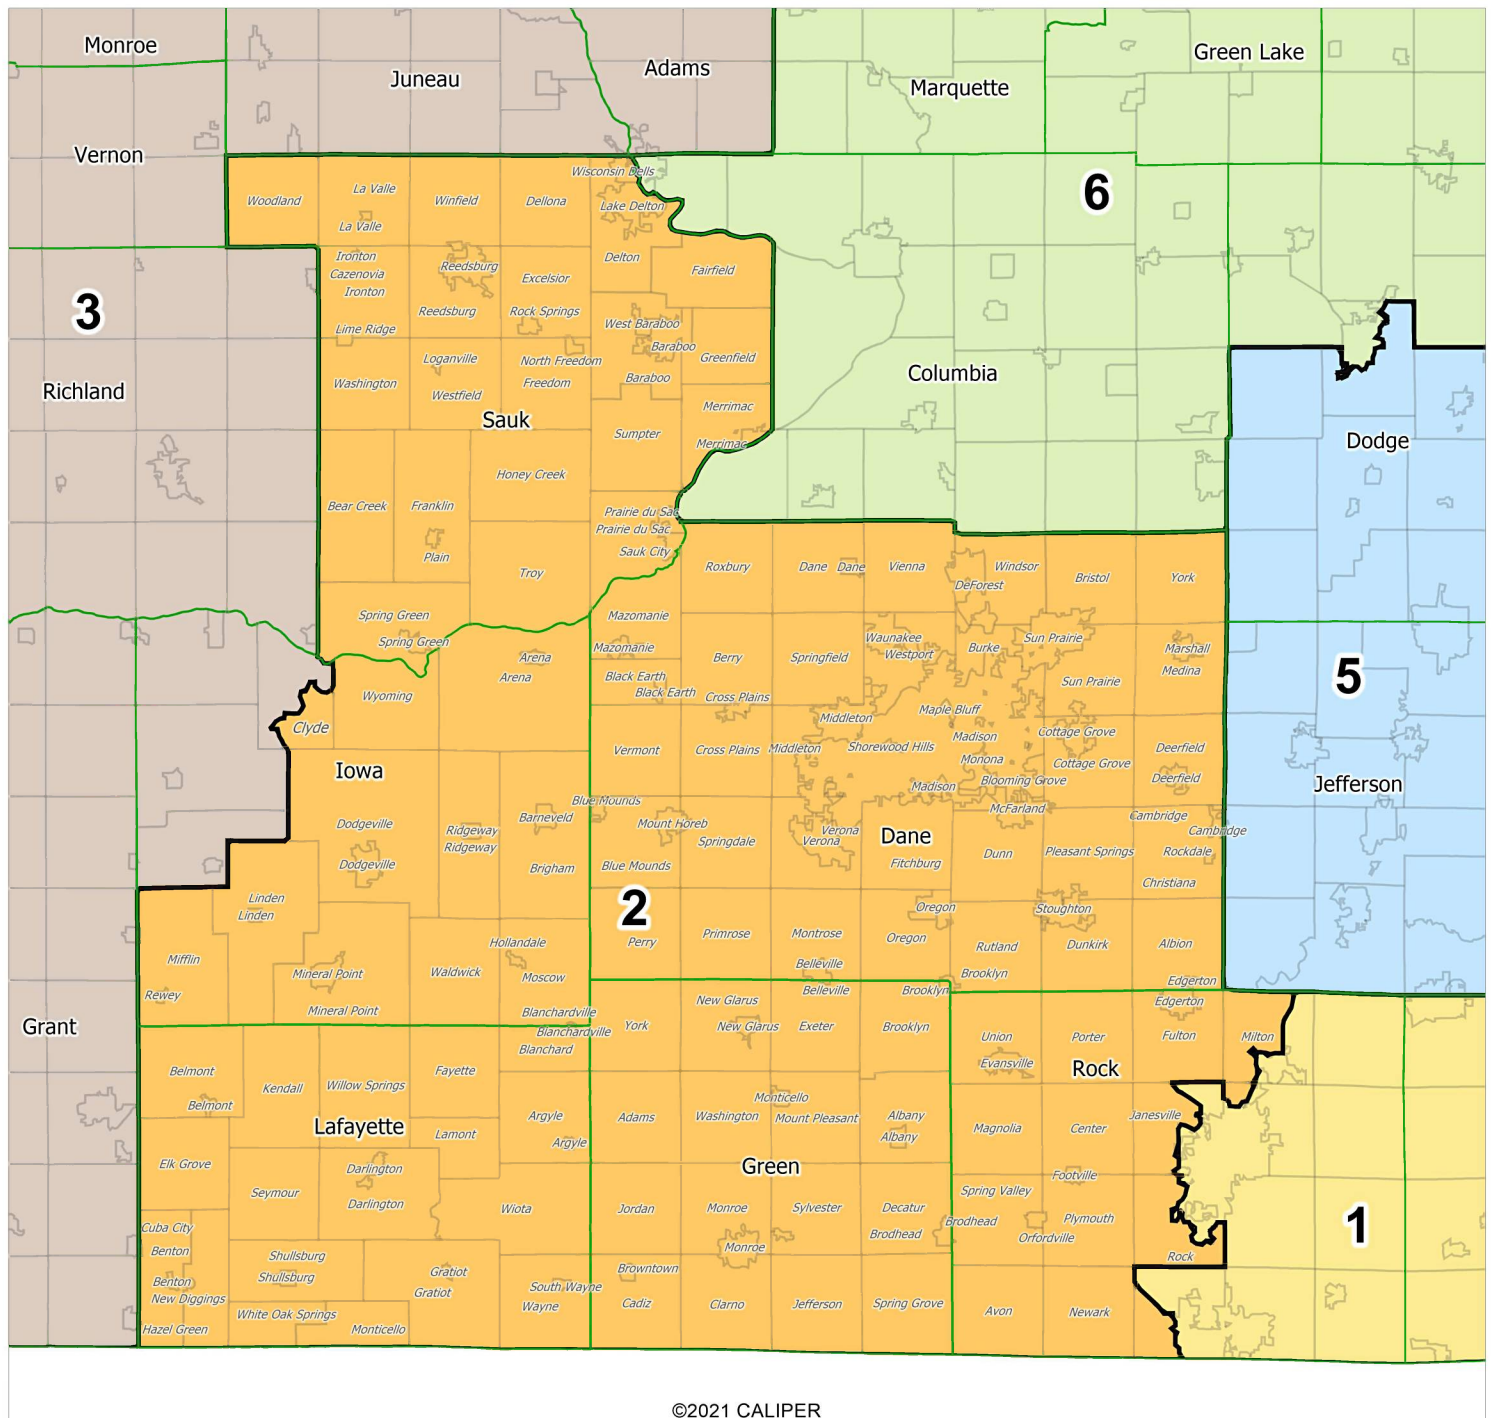 Monroe
Juneau
Adams
Marquette
Green Lake
Vernon
6
Wisconsin Dells
Woodland
La Valle
Winfield
Dellona
Lake Delton
La Valle
Ironton
Cazenovia
Ironton
Reedsburg
Excelsior
Delton
Fairfield
3
Reedsburg
Rock Springs
Lime Ridge
West Baraboo
Baraboo
Greenfield
Loganville
North Freedom
Washington
Freedom
Baraboo
Westfield
Richland
Columbia
Sauk
Merrimac
Sumpter
Merrimac
Dodge
Honey Creek
Bear Creek
Franklin
Prairie du Sac
Prairie du Sac
Sauk City
Plain
Troy
Roxbury
Dane
Dane
Vienna
Windsor
DeForest
Bristol
York
Spring Green
Spring Green
Mazomanie
Mazomanie
Arena
Arena
Berry
Springfield
Waunakee
Westport
Burke
Sun Prairie
Marshall
Medina
5
Black Earth
Black Earth
Cross Plains
Sun Prairie
Wyoming
Clyde
Middleton
Maple Bluff
Madison
Cottage Grove
Vermont
Cross Plains
Middleton
Shorewood Hills
Monona
Cottage Grove
Deerfield
Deerfield
Iowa
Madison
Blooming Grove
Jefferson
Blue Mounds
McFarland
Barneveld
Mount Horeb
Cambridge
Cambridge
Dodgeville
Ridgeway
Ridgeway
Springdale
Verona
Verona
Dane
Dodgeville
Brigham
Blue Mounds
Fitchburg
Dunn
Pleasant Springs
Rockdale
Christiana
Linden
Linden
2
Oregon
Stoughton
Hollandale
Perry
Primrose
Montrose
Oregon
Rutland
Dunkirk
Albion
Mifflin
Mineral Point
Waldwick
Moscow
Belleville
Brooklyn
Edgerton
Rewey
Mineral Point
Blanchardville
New Glarus
Belleville
Brooklyn
Edgerton
Grant
Blanchardville
York
New Glarus
Exeter
Brooklyn
Union
Porter
Fulton
Milton
Blanchard
Evansville
Rock
Belmont
Kendall
Willow Springs
Fayette
Belmont
Monticello
Argyle
Adams
Washington
Mount Pleasant
Albany
Albany
Magnolia
Center
Janesville
Lafayette
Lamont
Argyle
Elk Grove
Green
Darlington
Footville
Seymour
Darlington
Spring Valley
Wiota
Jordan
Monroe
Sylvester
Decatur
Brodhead
Plymouth
1
Cuba City
Brodhead
Orfordville
Benton
Shullsburg
Monroe
Rock
Benton
Shullsburg
Gratiot
Browntown
New Diggings
Gratiot
South Wayne
Wayne
Cadiz
Clarno
Jefferson
Spring Grove
Avon
Newark
White Oak Springs
Hazel Green
Monticello
©2021 CALIPER